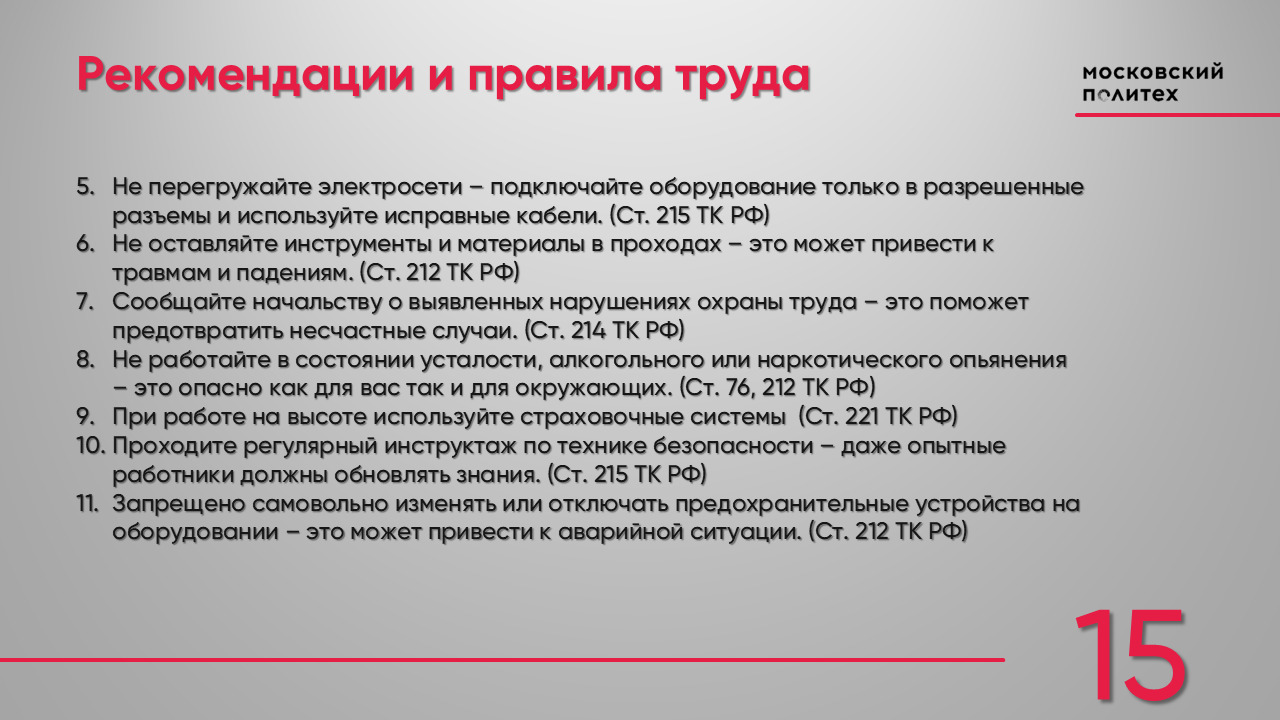 Рекомендации и правила труда
московский
политех
5. Не перегружайте электросети – подключайте оборудование только в разрешенные
разъемы и используйте исправные кабели. (Ст. 215 ТК РФ)
6. Не оставляйте инструменты и материалы в проходах – это может привести к
травмам и падениям. (Ст. 212 ТК РФ)
7. Сообщайте начальству о выявленных нарушениях охраны труда – это поможет
предотвратить несчастные случаи. (Ст. 214 ТК РФ)
8. Не работайте в состоянии усталости, алкогольного или наркотического опьянения
– это опасно как для вас так и для окружающих. (Ст. 76, 212 ТК РФ)
9. При работе на высоте используйте страховочные системы (Ст. 221 ТК РФ)
10. Проходите регулярный инструктаж по технике безопасности – даже опытные
работники должны обновлять знания. (Ст. 215 ТК РФ)
11. Запрещено самовольно изменять или отключать предохранительные устройства на
оборудовании – это может привести к аварийной ситуации. (Ст. 212 ТК РФ)
15